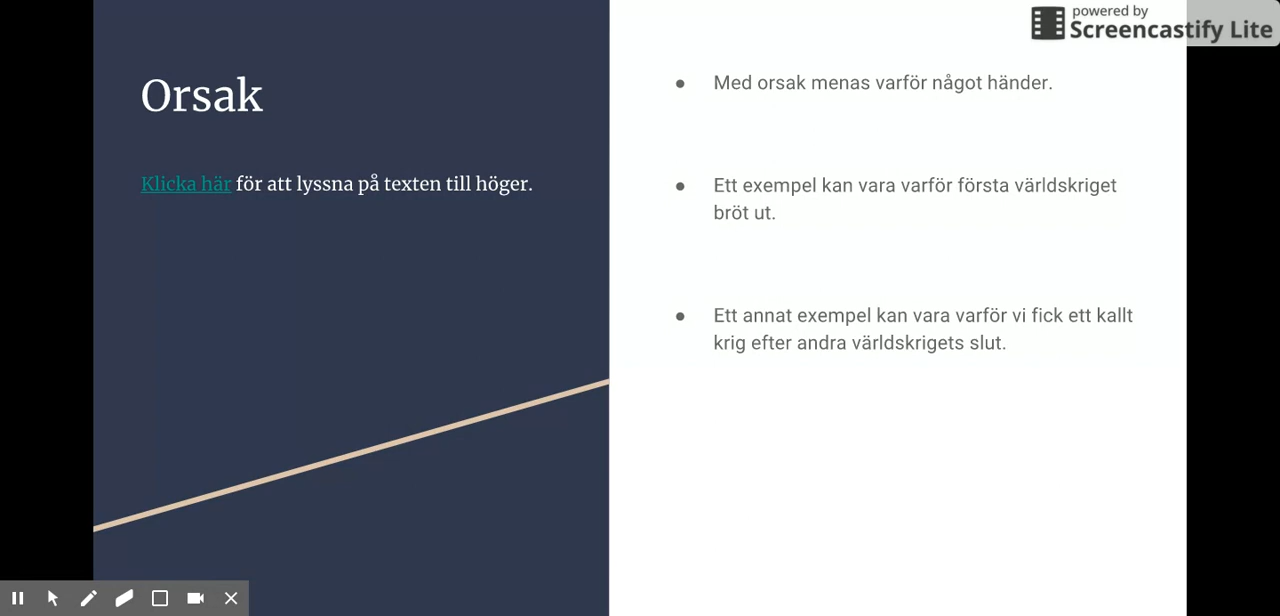 powered by
Screencastify Lite
Orsak
Klicka här för att lyssna på texten till höger.
● Med orsak menas varför något händer.
● Ett exempel kan vara varför första världskriget
bröt ut.
● Ett annat exempel kan vara varför vi fick ett kallt
krig efter andra världskrigets slut.